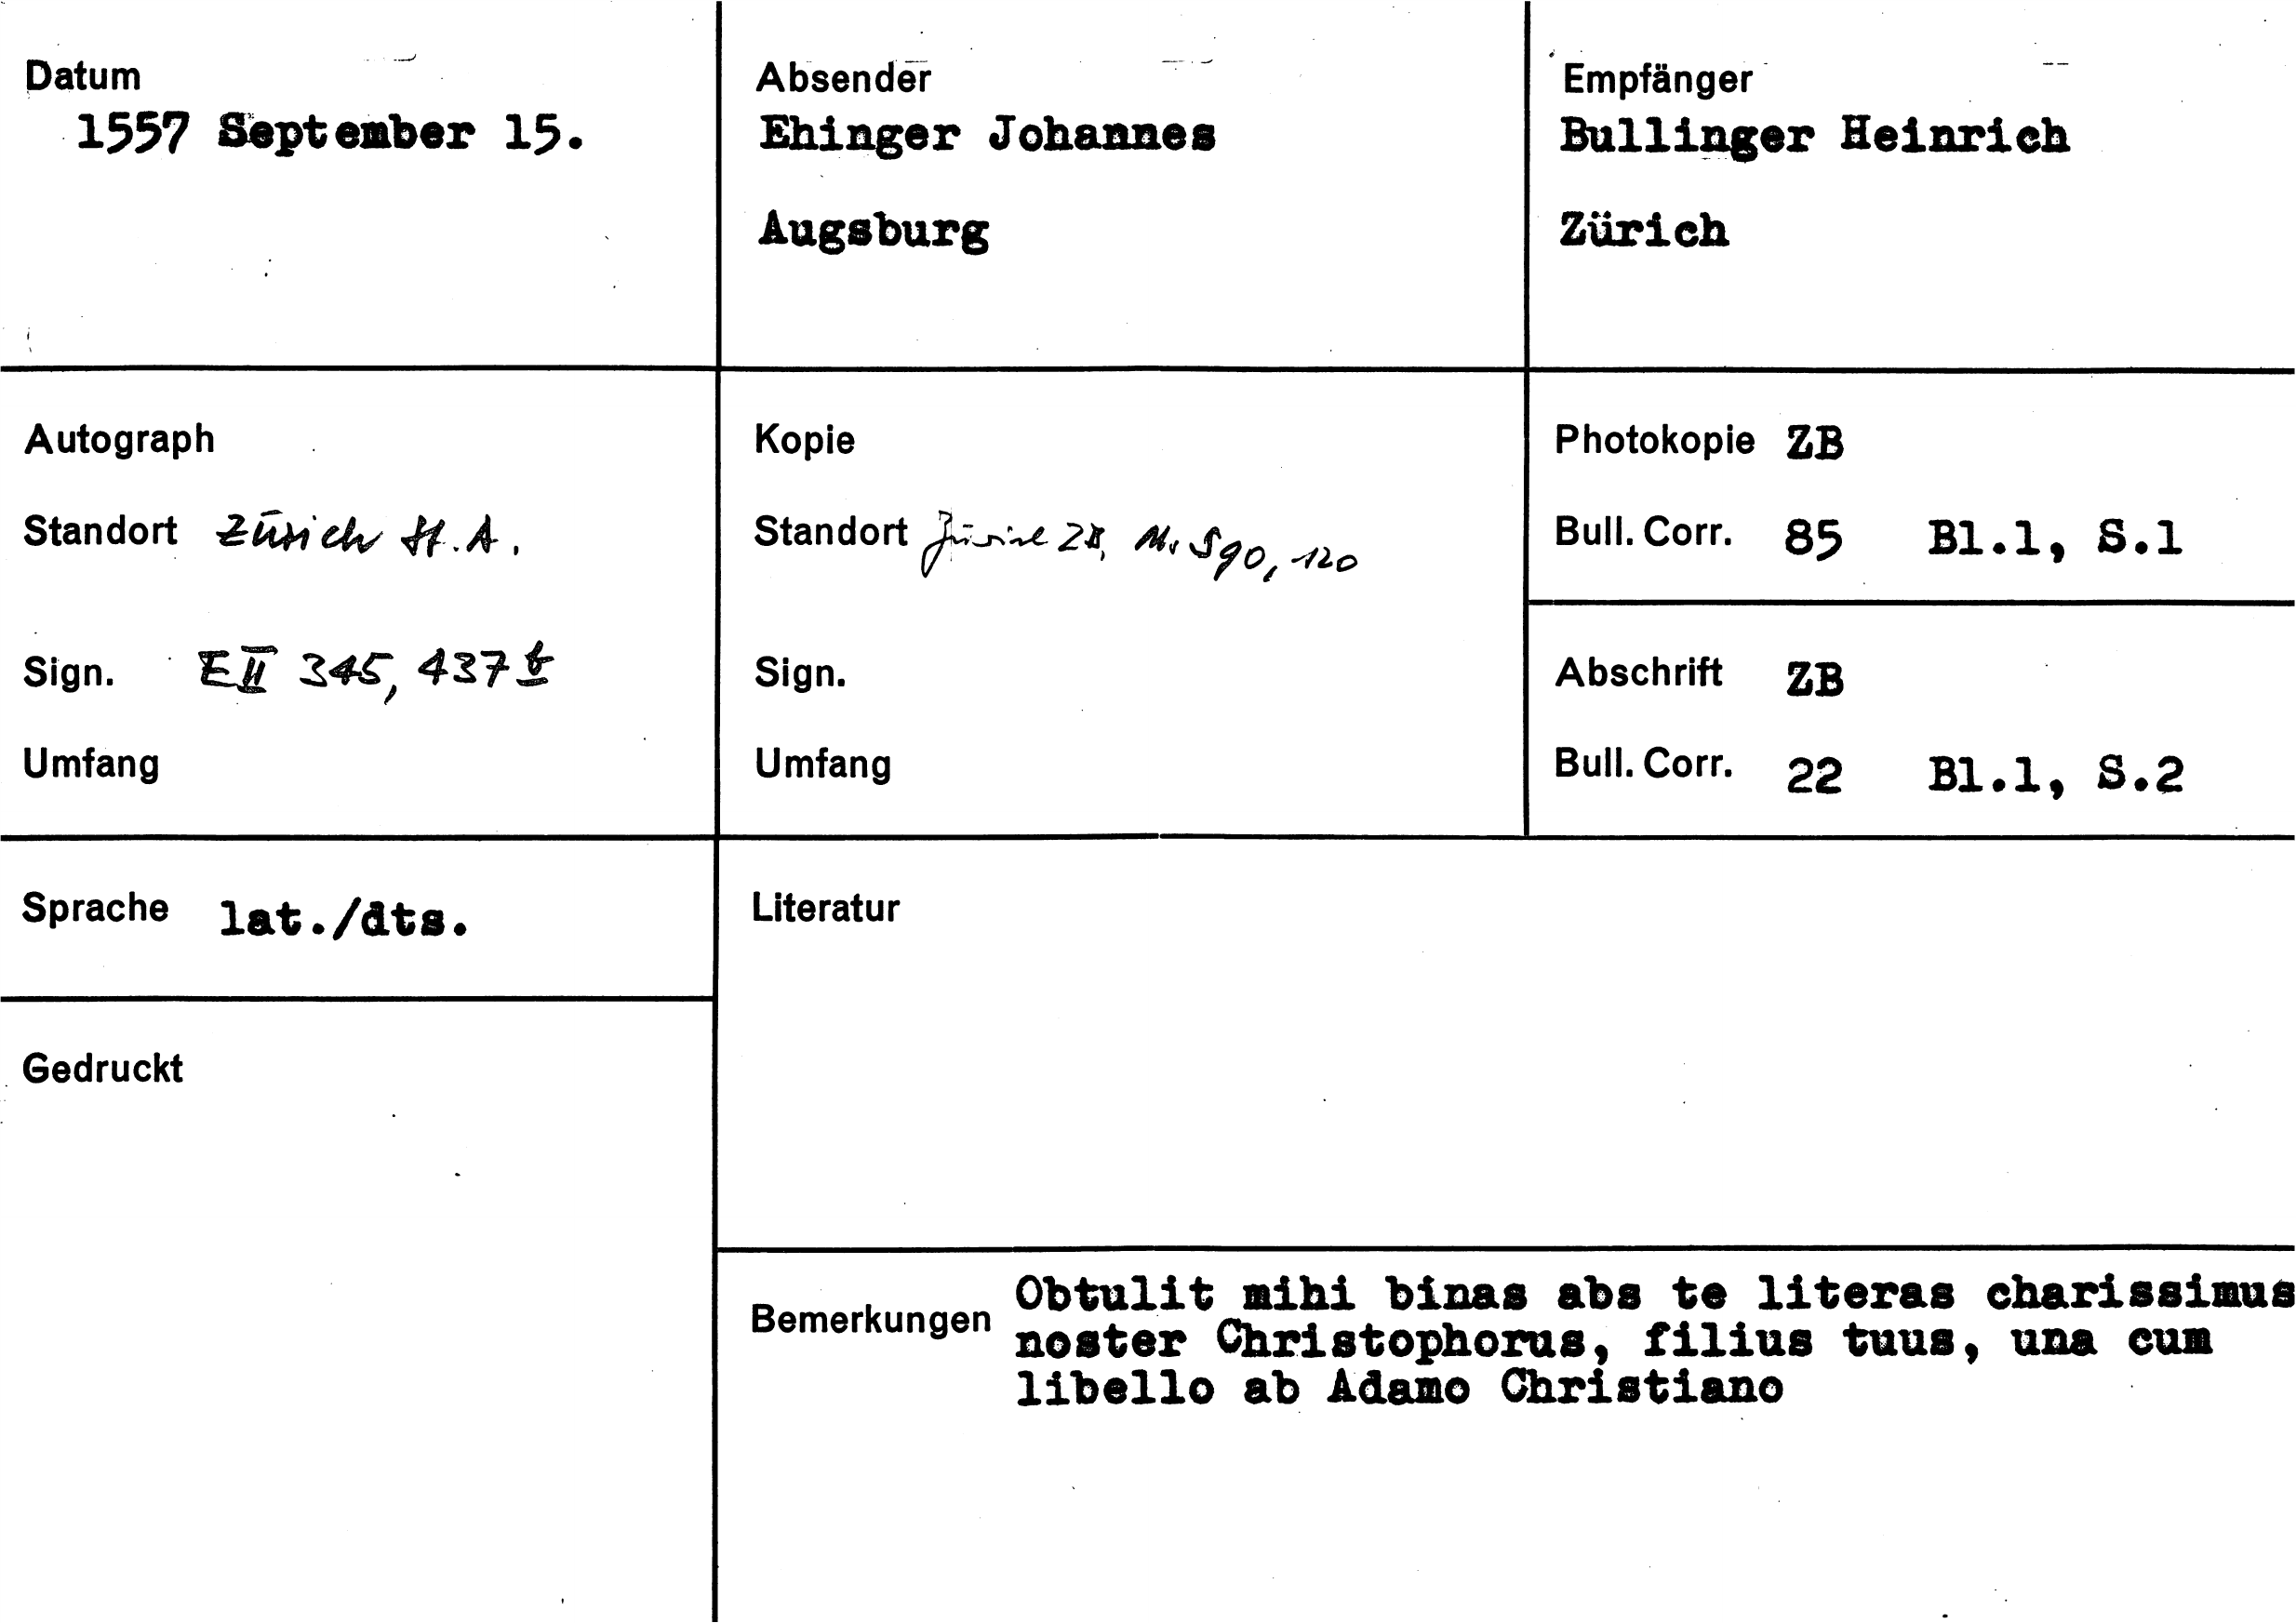 Datum
1557 September 15.
Absender
Ehinger Johannes
Augsburg
Empfänger
Bullinger Heinrich
Zürich
Autograph
Standort Zürich St.A.
Sign. EII 345, 437b
Umfang
Kopie
Standort Zürich ZB, Ms S 90, 120
Sign.
Umfang
Photokopie ZB
Bull. Corr. 85 Bl.1, S.1
Abschrift ZB
Bull. Corr. 22 Bl.1, S.2
Sprache lat./dts.
Gedruckt
Literatur
Bemerkungen Obtulit mihi binas abs te literas charissimus
noster Christophorus, filius tuus, una cum
libello ab Adamo Christiano